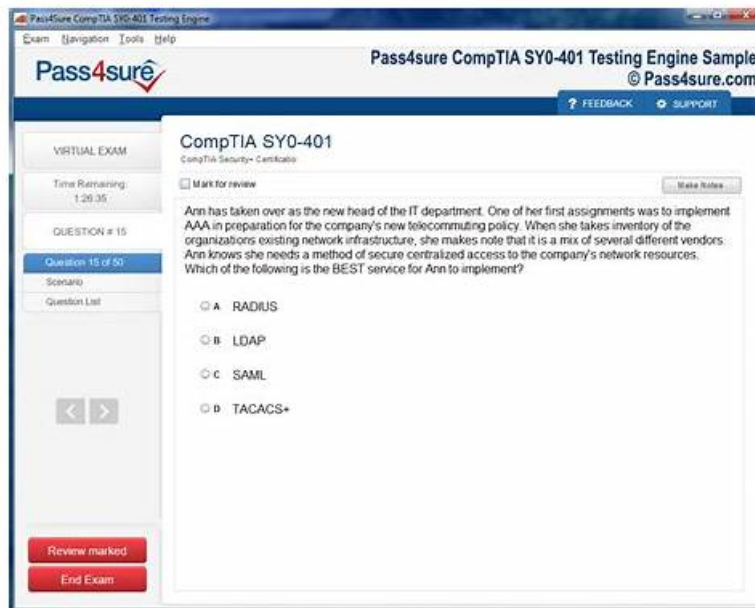 Pass4Sure CompTIA SY0-401 Testing Engine
Exam Navigation Tools Help
Pass4sure
Pass4sure CompTIA SY0-401 Testing Engine Sample
© Pass4sure.com
? FEEDBACK SUPPORT
VIRTUAL EXAM
Time Remaining:
1:26:35
QUESTION # 15
Question 15 of 50
Scenario
Question List
Review marked
End Exam
CompTIA SY0-401
CompTIA Security+ Certificatio
Mark for review
Make Notes
Ann has taken over as the new head of the IT department. One of her first assignments was to implement
AAA in preparation for the company's new telecommuting policy. When she takes inventory of the
organizations existing network infrastructure, she makes note that it is a mix of several different vendors.
Ann knows she needs a method of secure centralized access to the company's network resources.
Which of the following is the BEST service for Ann to implement?
A RADIUS
B LDAP
C SAML
D TACACS+